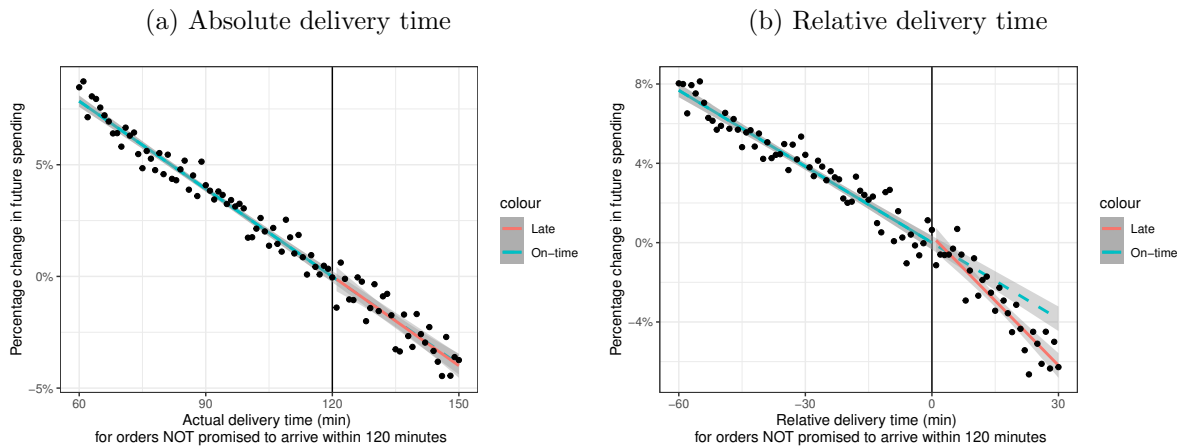 (a) Absolute delivery time
Percentage change in future spending
5%
0%
−5%
60
90
120
150
Actual delivery time (min)
for orders NOT promised to arrive within 120 minutes
colour
Late
On−time
(b) Relative delivery time
Percentage change in future spending
8%
4%
0%
−4%
−60
−30
0
30
Relative delivery time (min)
for orders NOT promised to arrive within 120 minutes
colour
Late
On−time